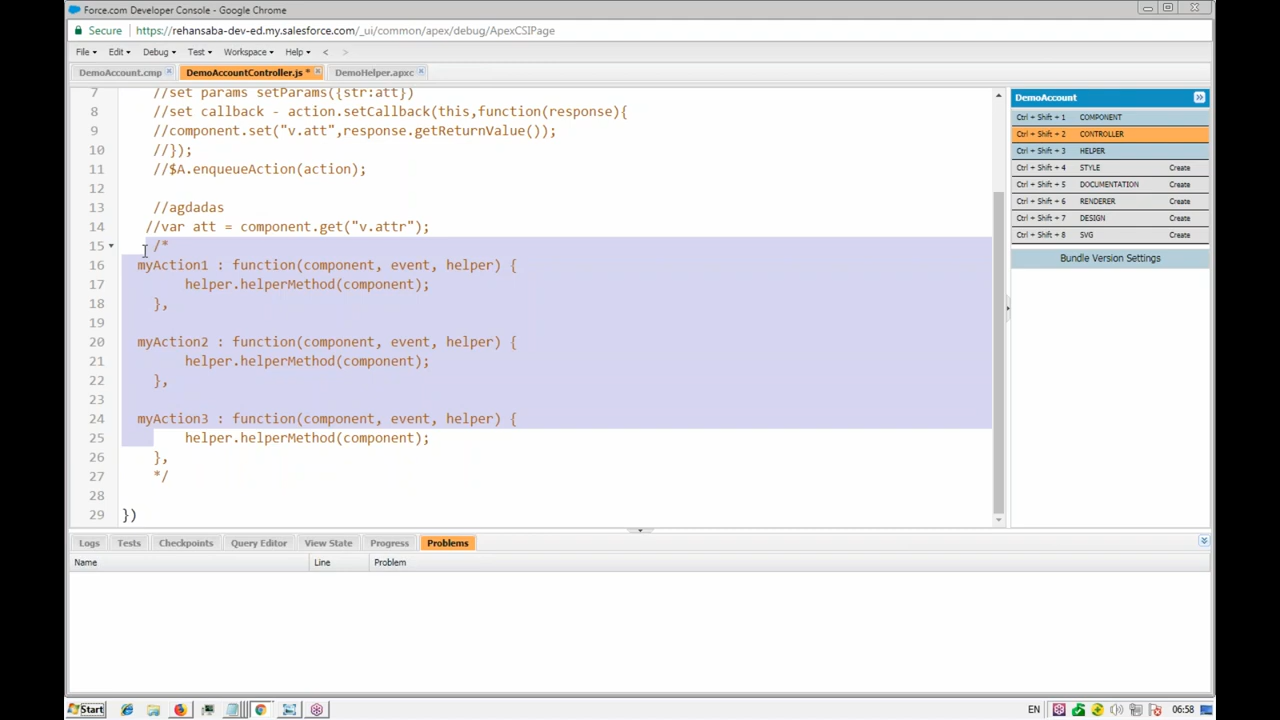 Force.com Developer Console - Google Chrome
Secure https://rehansaba-dev-ed.my.salesforce.com/_ui/common/apex/debug/ApexCSIPage
File Edit Debug Test Workspace Help < >
DemoAccount.cmp DemoAccountController.js * DemoHelper.apxc
7 //set params setParams({str:att})
8 //set callback - action.setCallback(this,function(response){
9 //component.set("v.att",response.getReturnValue());
10 //});
11 //$A.enqueueAction(action);
12
13 //agdadas
14 //var att = component.get("v.attr");
15 /*
16 myAction1 : function(component, event, helper) {
17 helper.helperMethod(component);
18 },
19
20 myAction2 : function(component, event, helper) {
21 helper.helperMethod(component);
22 },
23
24 myAction3 : function(component, event, helper) {
25 helper.helperMethod(component);
26 },
27 */
28
29 })
DemoAccount
Ctrl + Shift + 1 COMPONENT
Ctrl + Shift + 2 CONTROLLER
Ctrl + Shift + 3 HELPER
Ctrl + Shift + 4 STYLE Create
Ctrl + Shift + 5 DOCUMENTATION Create
Ctrl + Shift + 6 RENDERER Create
Ctrl + Shift + 7 DESIGN Create
Ctrl + Shift + 8 SVG Create
Bundle Version Settings
Logs Tests Checkpoints Query Editor View State Progress Problems
Name Line Problem
Start EN 06:58